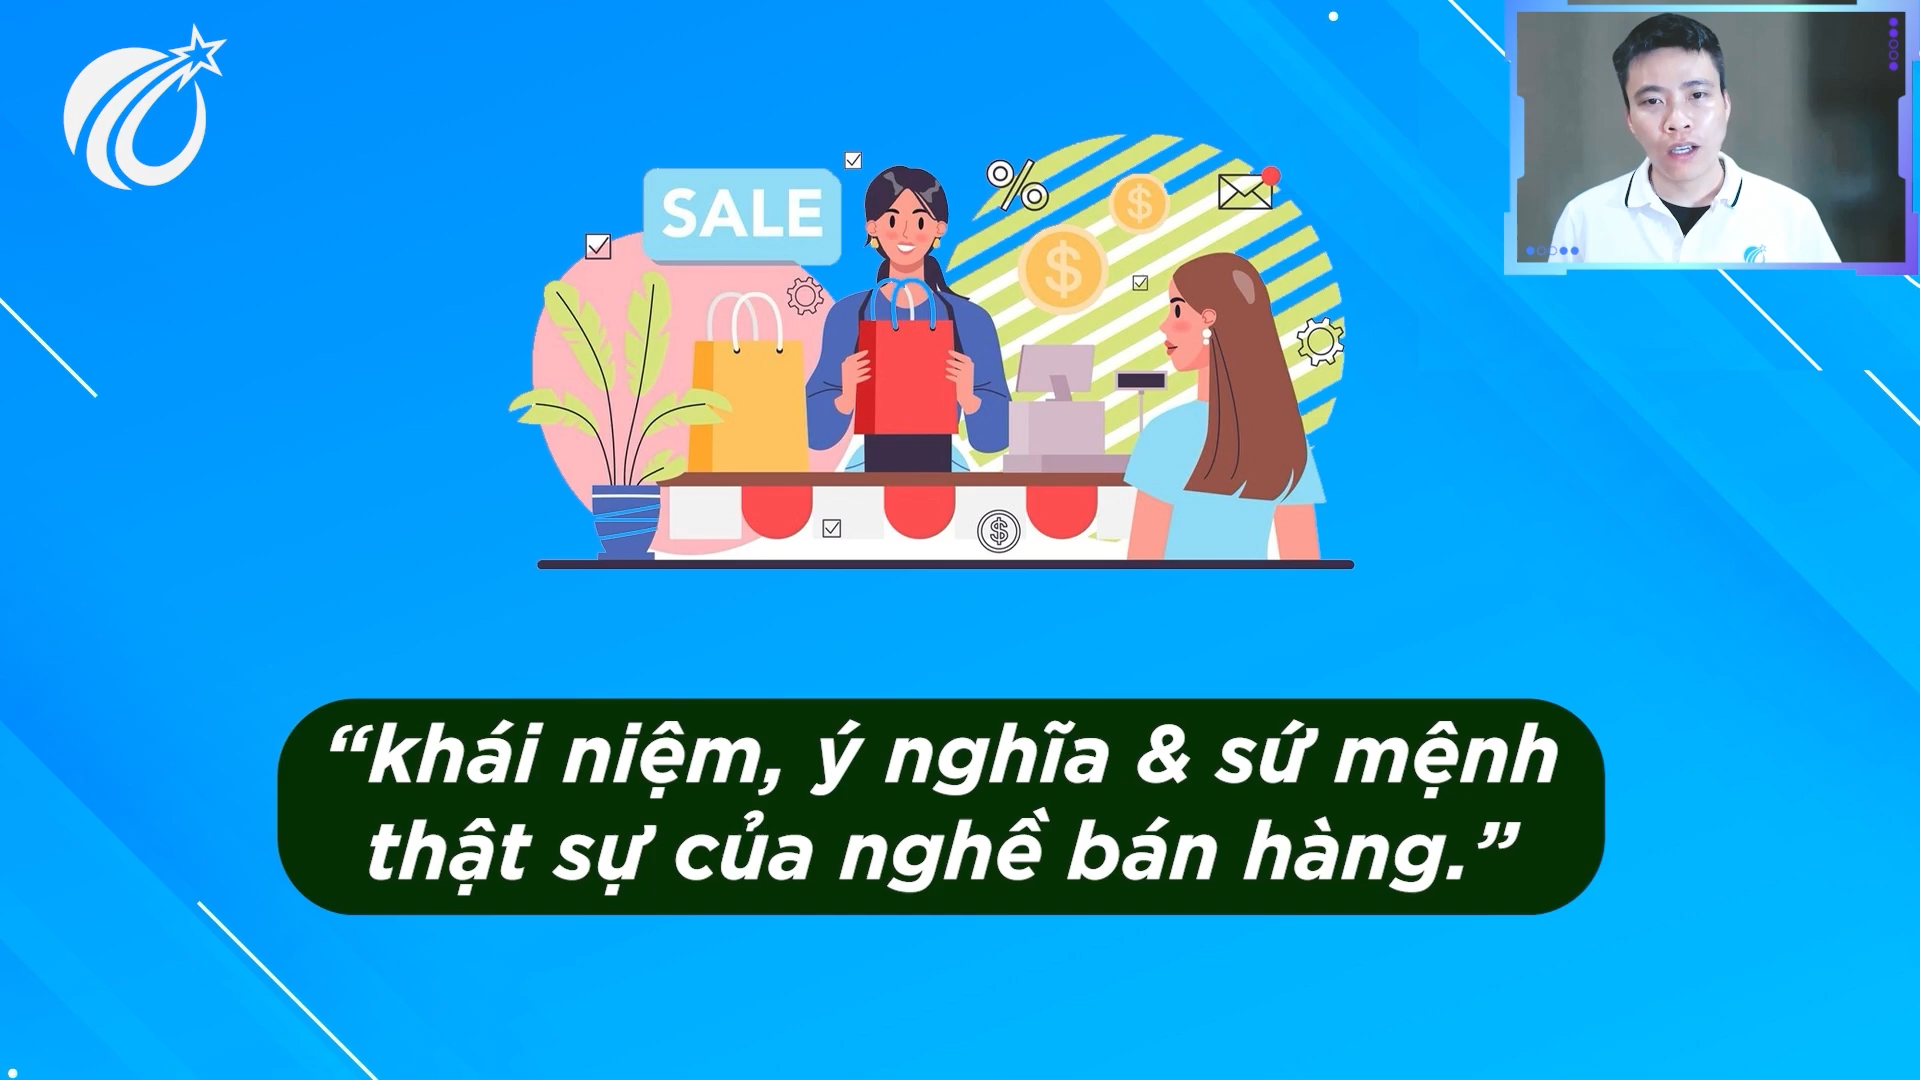 SALE
“khái niệm, ý nghĩa & sứ mệnh
thật sự của nghề bán hàng.”